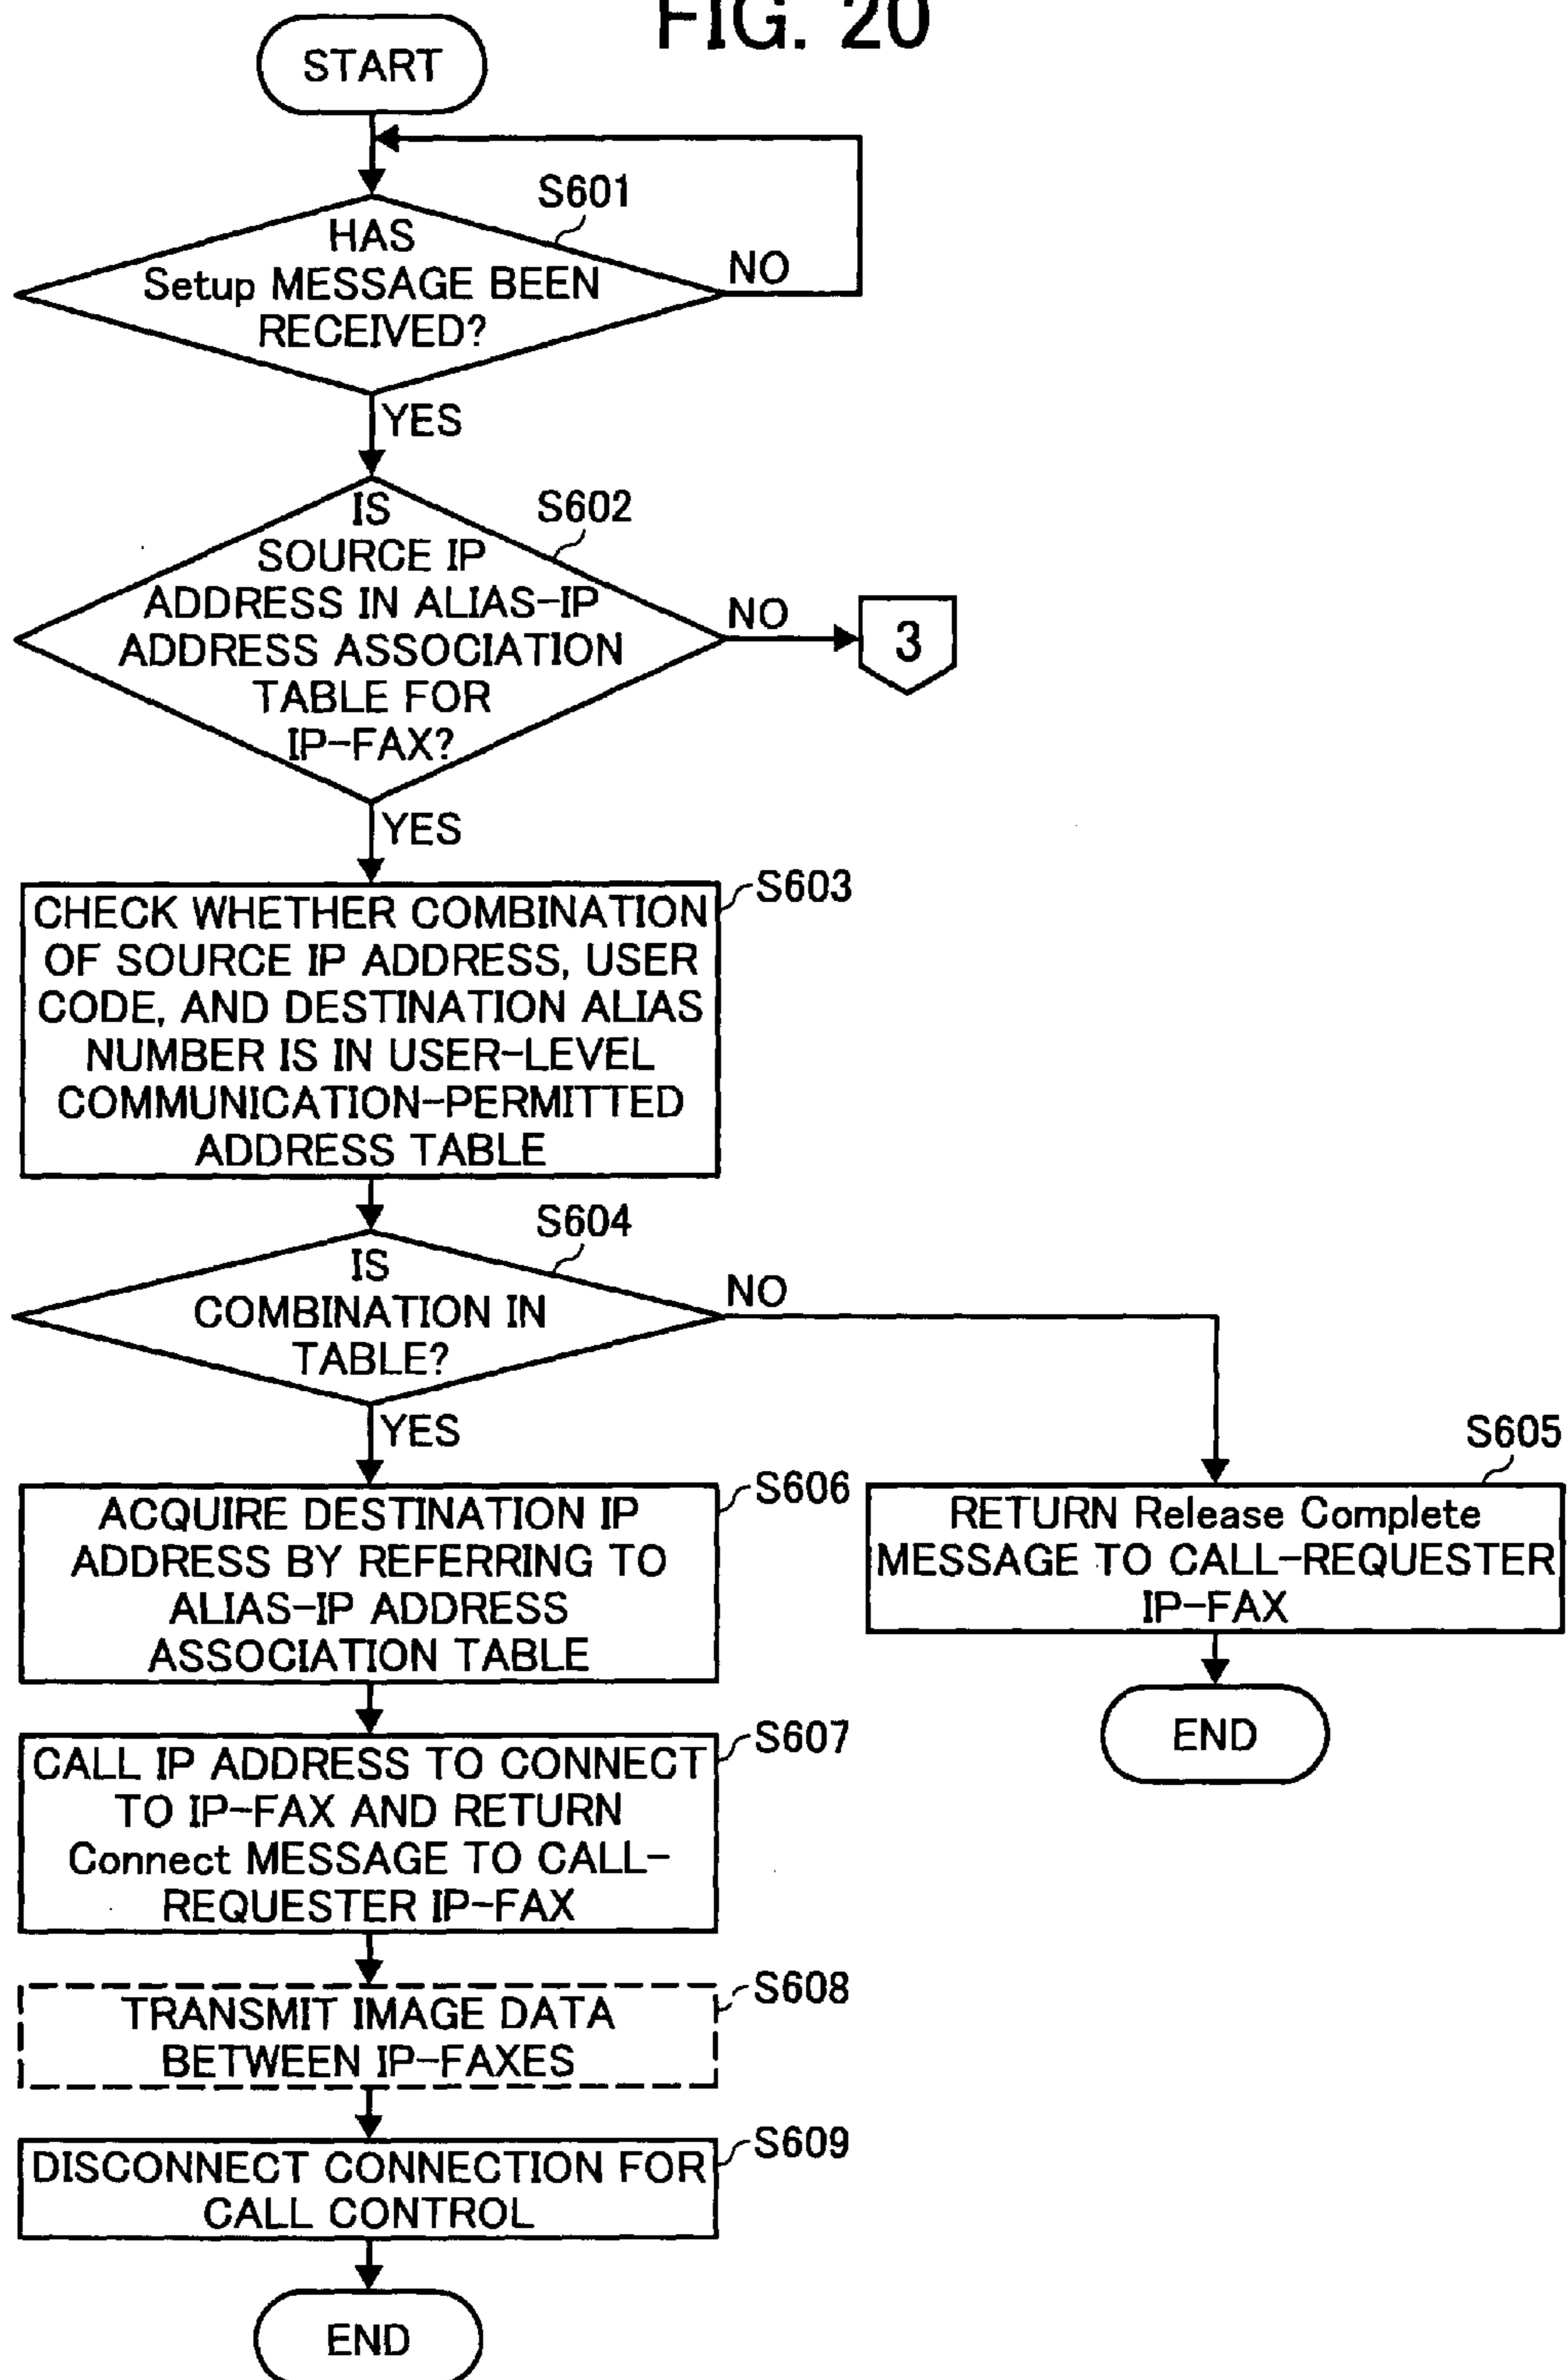 FIG. 20
START
S601
HAS
Setup MESSAGE BEEN
RECEIVED?
NO
YES
S602
IS
SOURCE IP
ADDRESS IN ALIAS-IP
ADDRESS ASSOCIATION
TABLE FOR
IP-FAX?
NO
3
YES
S603
CHECK WHETHER COMBINATION
OF SOURCE IP ADDRESS, USER
CODE, AND DESTINATION ALIAS
NUMBER IS IN USER-LEVEL
COMMUNICATION-PERMITTED
ADDRESS TABLE
S604
IS
COMBINATION IN
TABLE?
NO
YES
S605
RETURN Release Complete
MESSAGE TO CALL-REQUESTER
IP-FAX
END
S606
ACQUIRE DESTINATION IP
ADDRESS BY REFERRING TO
ALIAS-IP ADDRESS
ASSOCIATION TABLE
S607
CALL IP ADDRESS TO CONNECT
TO IP-FAX AND RETURN
Connect MESSAGE TO CALL-
REQUESTER IP-FAX
S608
TRANSMIT IMAGE DATA
BETWEEN IP-FAXES
S609
DISCONNECT CONNECTION FOR
CALL CONTROL
END